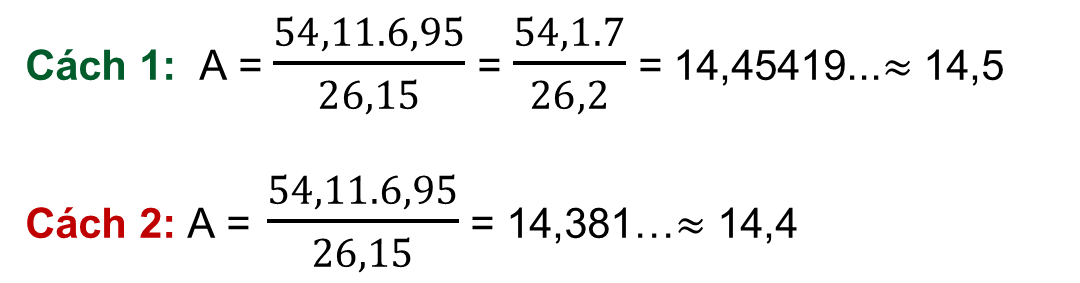 Cách 1: A = 54,11.6,95 / 26,15 = 54,1.7 / 26,2 = 14,45419...≈ 14,5
Cách 2: A = 54,11.6,95 / 26,15 = 14,381…≈ 14,4